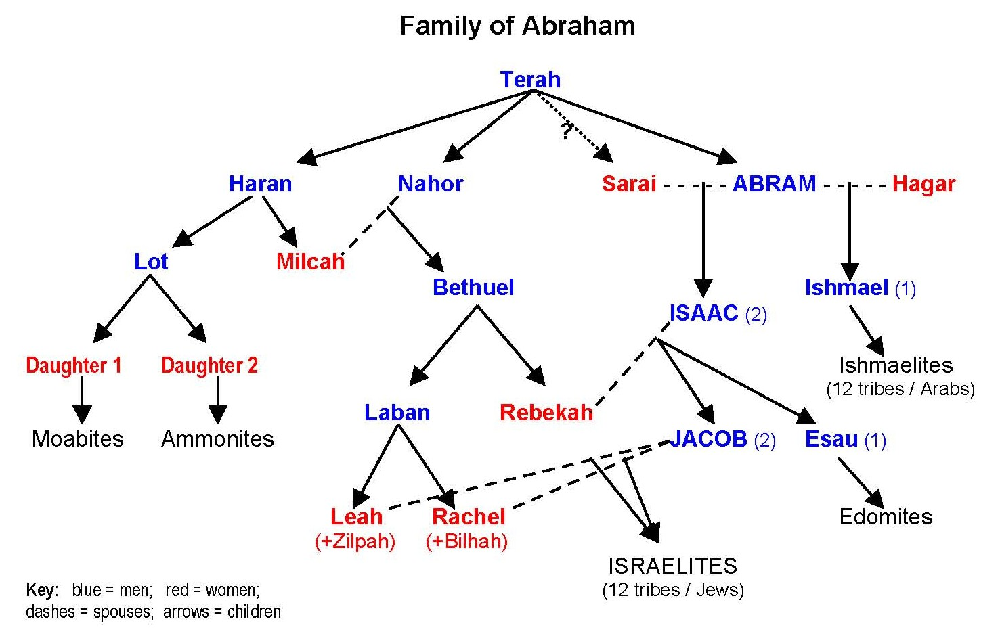 Family of Abraham
Terah
?
Haran
Nahor
Sarai
ABRAM
Hagar
Lot
Milcah
Bethuel
Ishmael (1)
ISAAC (2)
Daughter 1
Daughter 2
Ishmaelites
(12 tribes / Arabs)
Laban
Rebekah
Moabites
Ammonites
JACOB (2)
Esau (1)
Leah
(+Zilpah)
Rachel
(+Bilhah)
Edomites
ISRAELITES
(12 tribes / Jews)
Key: blue = men; red = women;
dashes = spouses; arrows = children